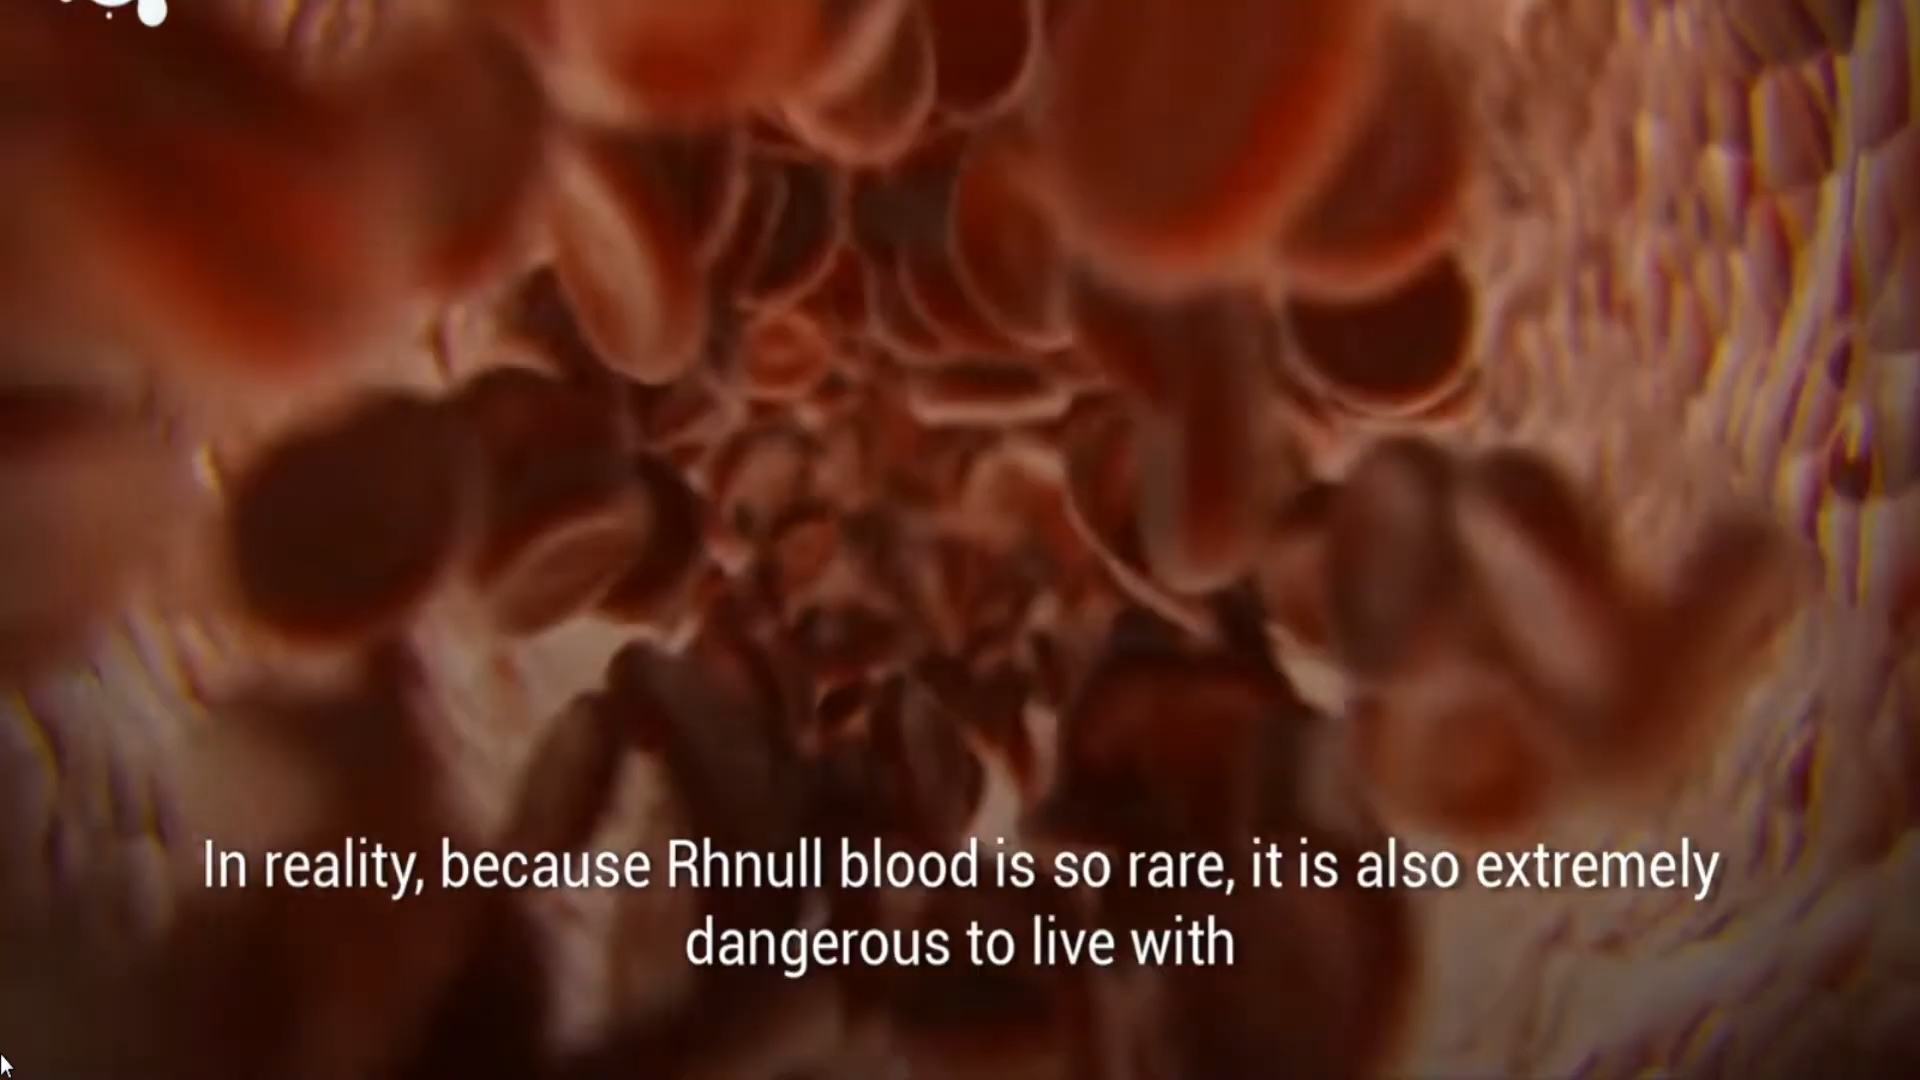 In reality, because Rhnull blood is so rare, it is also extremely
dangerous to live with